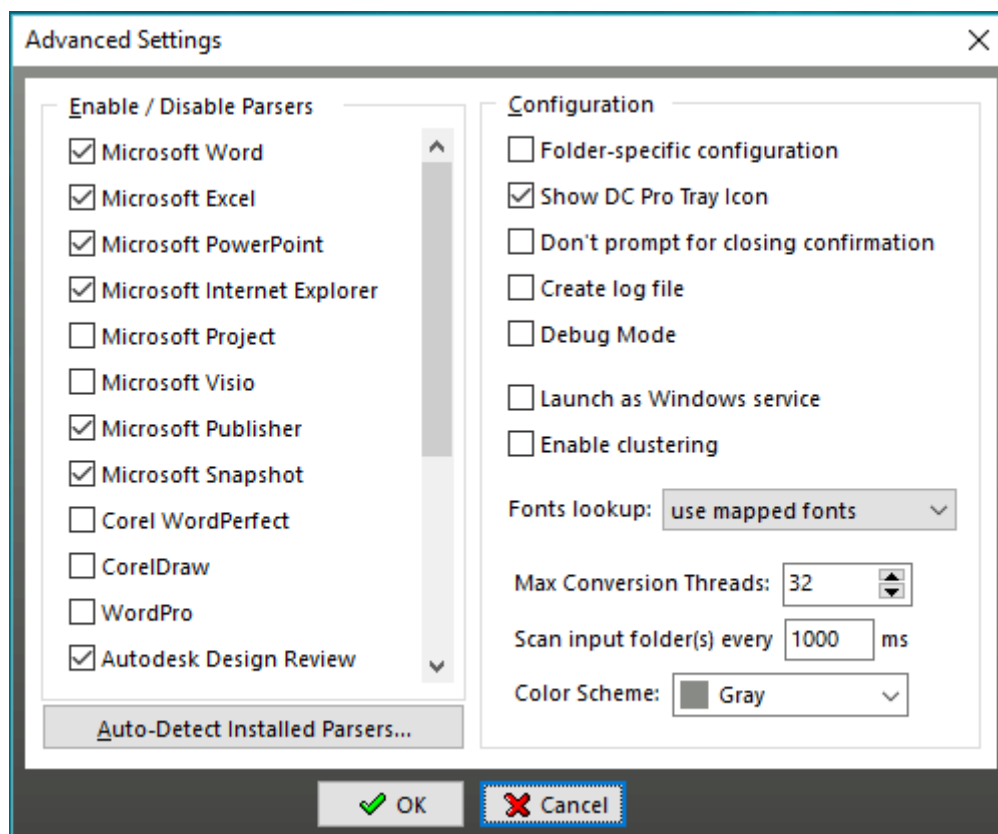 Advanced Settings
Enable / Disable Parsers
Microsoft Word
Microsoft Excel
Microsoft PowerPoint
Microsoft Internet Explorer
Microsoft Project
Microsoft Visio
Microsoft Publisher
Microsoft Snapshot
Corel WordPerfect
CorelDraw
WordPro
Autodesk Design Review
Auto-Detect Installed Parsers...
Configuration
Folder-specific configuration
Show DC Pro Tray Icon
Don't prompt for closing confirmation
Create log file
Debug Mode
Launch as Windows service
Enable clustering
Fonts lookup: use mapped fonts
Max Conversion Threads: 32
Scan input folder(s) every 1000 ms
Color Scheme: Gray
OK
Cancel